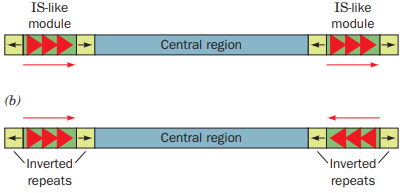 IS-like
module
IS-like
module
Central region
(b)
Central region
Inverted
repeats
Inverted
repeats